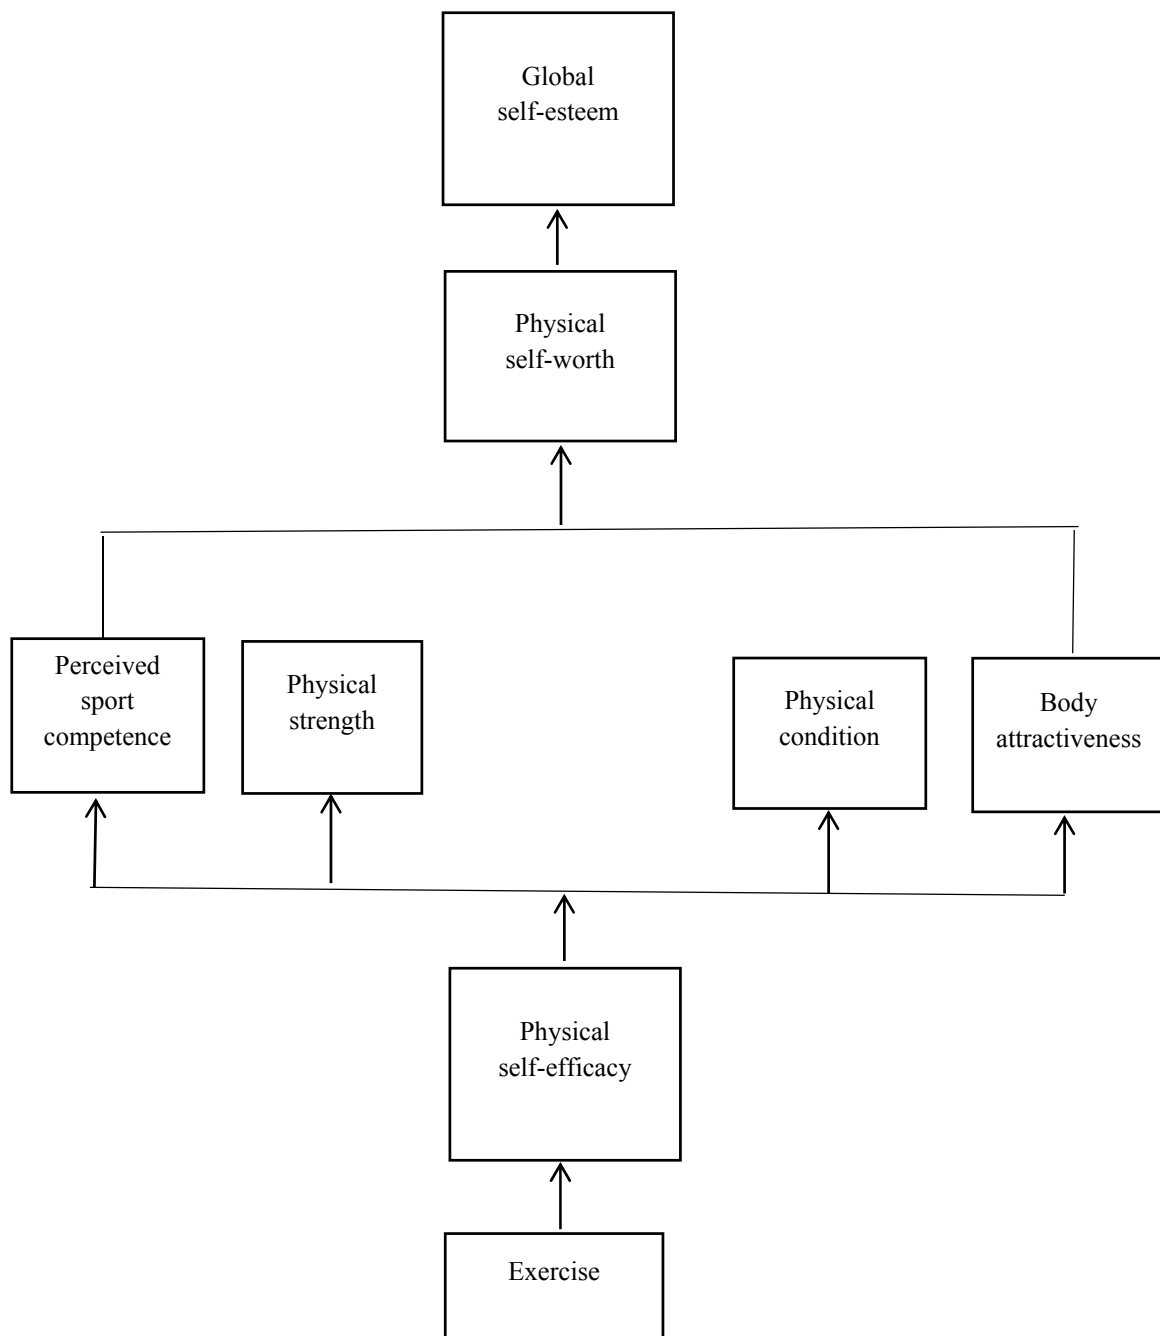 Global
self-esteem
Physical
self-worth
Perceived
sport
competence
Physical
strength
Physical
condition
Body
attractiveness
Physical
self-efficacy
Exercise